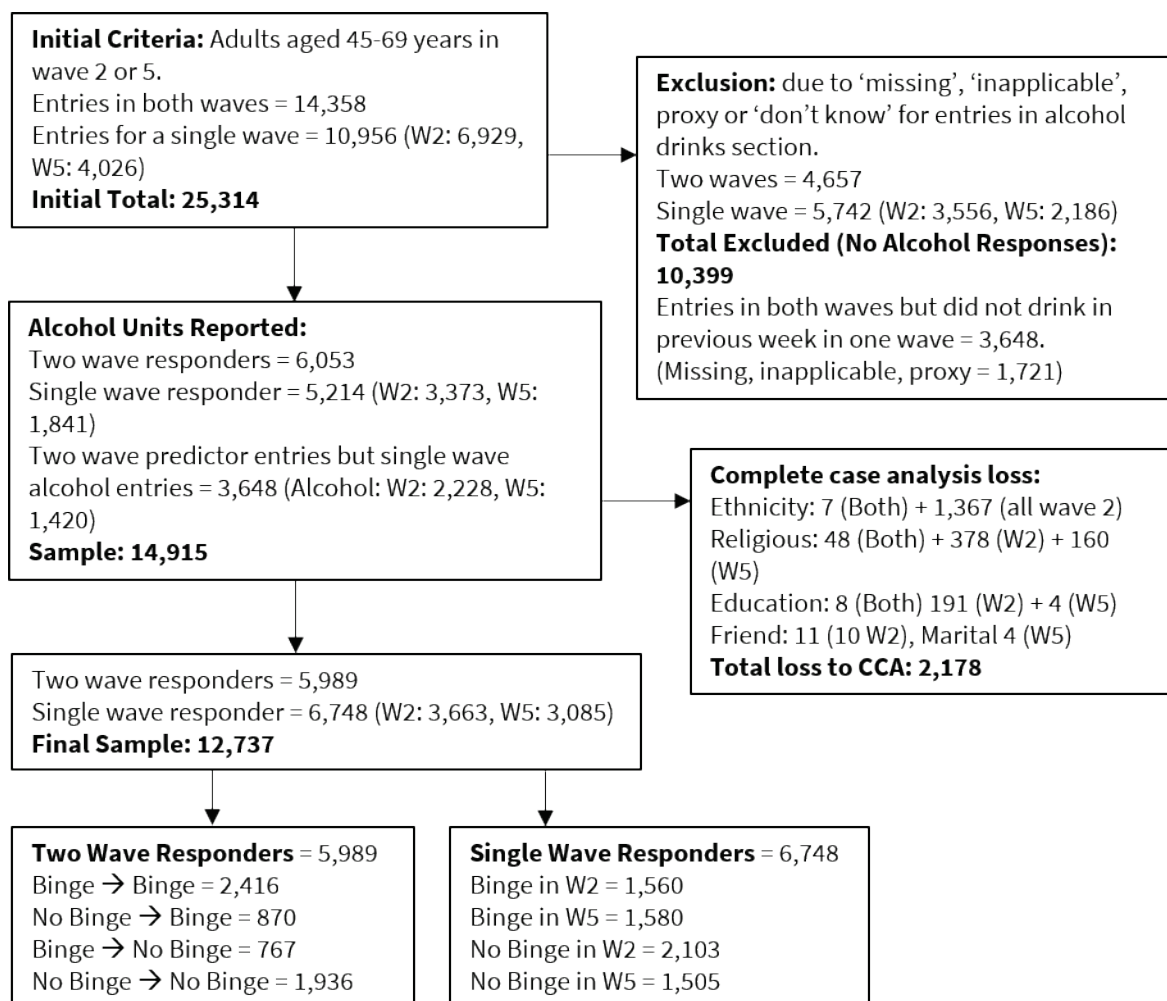 Initial Criteria: Adults aged 45-69 years in
wave 2 or 5.
Entries in both waves = 14,358
Entries for a single wave = 10,956 (W2: 6,929,
W5: 4,026)
Initial Total: 25,314
Exclusion: due to ‘missing’, ‘inapplicable’,
proxy or ‘don’t know’ for entries in alcohol
drinks section.
Two waves = 4,657
Single wave = 5,742 (W2: 3,556, W5: 2,186)
Total Excluded (No Alcohol Responses):
10,399
Entries in both waves but did not drink in
previous week in one wave = 3,648.
(Missing, inapplicable, proxy = 1,721)
Alcohol Units Reported:
Two wave responders = 6,053
Single wave responder = 5,214 (W2: 3,373, W5:
1,841)
Two wave predictor entries but single wave
alcohol entries = 3,648 (Alcohol: W2: 2,228, W5:
1,420)
Sample: 14,915
Complete case analysis loss:
Ethnicity: 7 (Both) + 1,367 (all wave 2)
Religious: 48 (Both) + 378 (W2) + 160
(W5)
Education: 8 (Both) 191 (W2) + 4 (W5)
Friend: 11 (10 W2), Marital 4 (W5)
Total loss to CCA: 2,178
Two wave responders = 5,989
Single wave responder = 6,748 (W2: 3,663, W5: 3,085)
Final Sample: 12,737
Two Wave Responders = 5,989
Binge → Binge = 2,416
No Binge → Binge = 870
Binge → No Binge = 767
No Binge → No Binge = 1,936
Single Wave Responders = 6,748
Binge in W2 = 1,560
Binge in W5 = 1,580
No Binge in W2 = 2,103
No Binge in W5 = 1,505